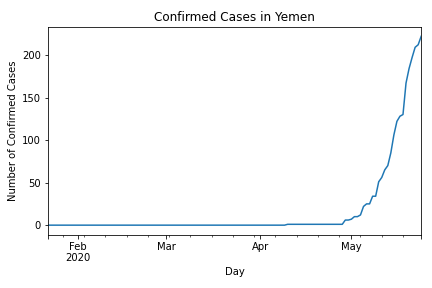 Confirmed Cases in Yemen
Number of Confirmed Cases
200
150
100
50
0
Feb
2020
Mar
Apr
May
Day